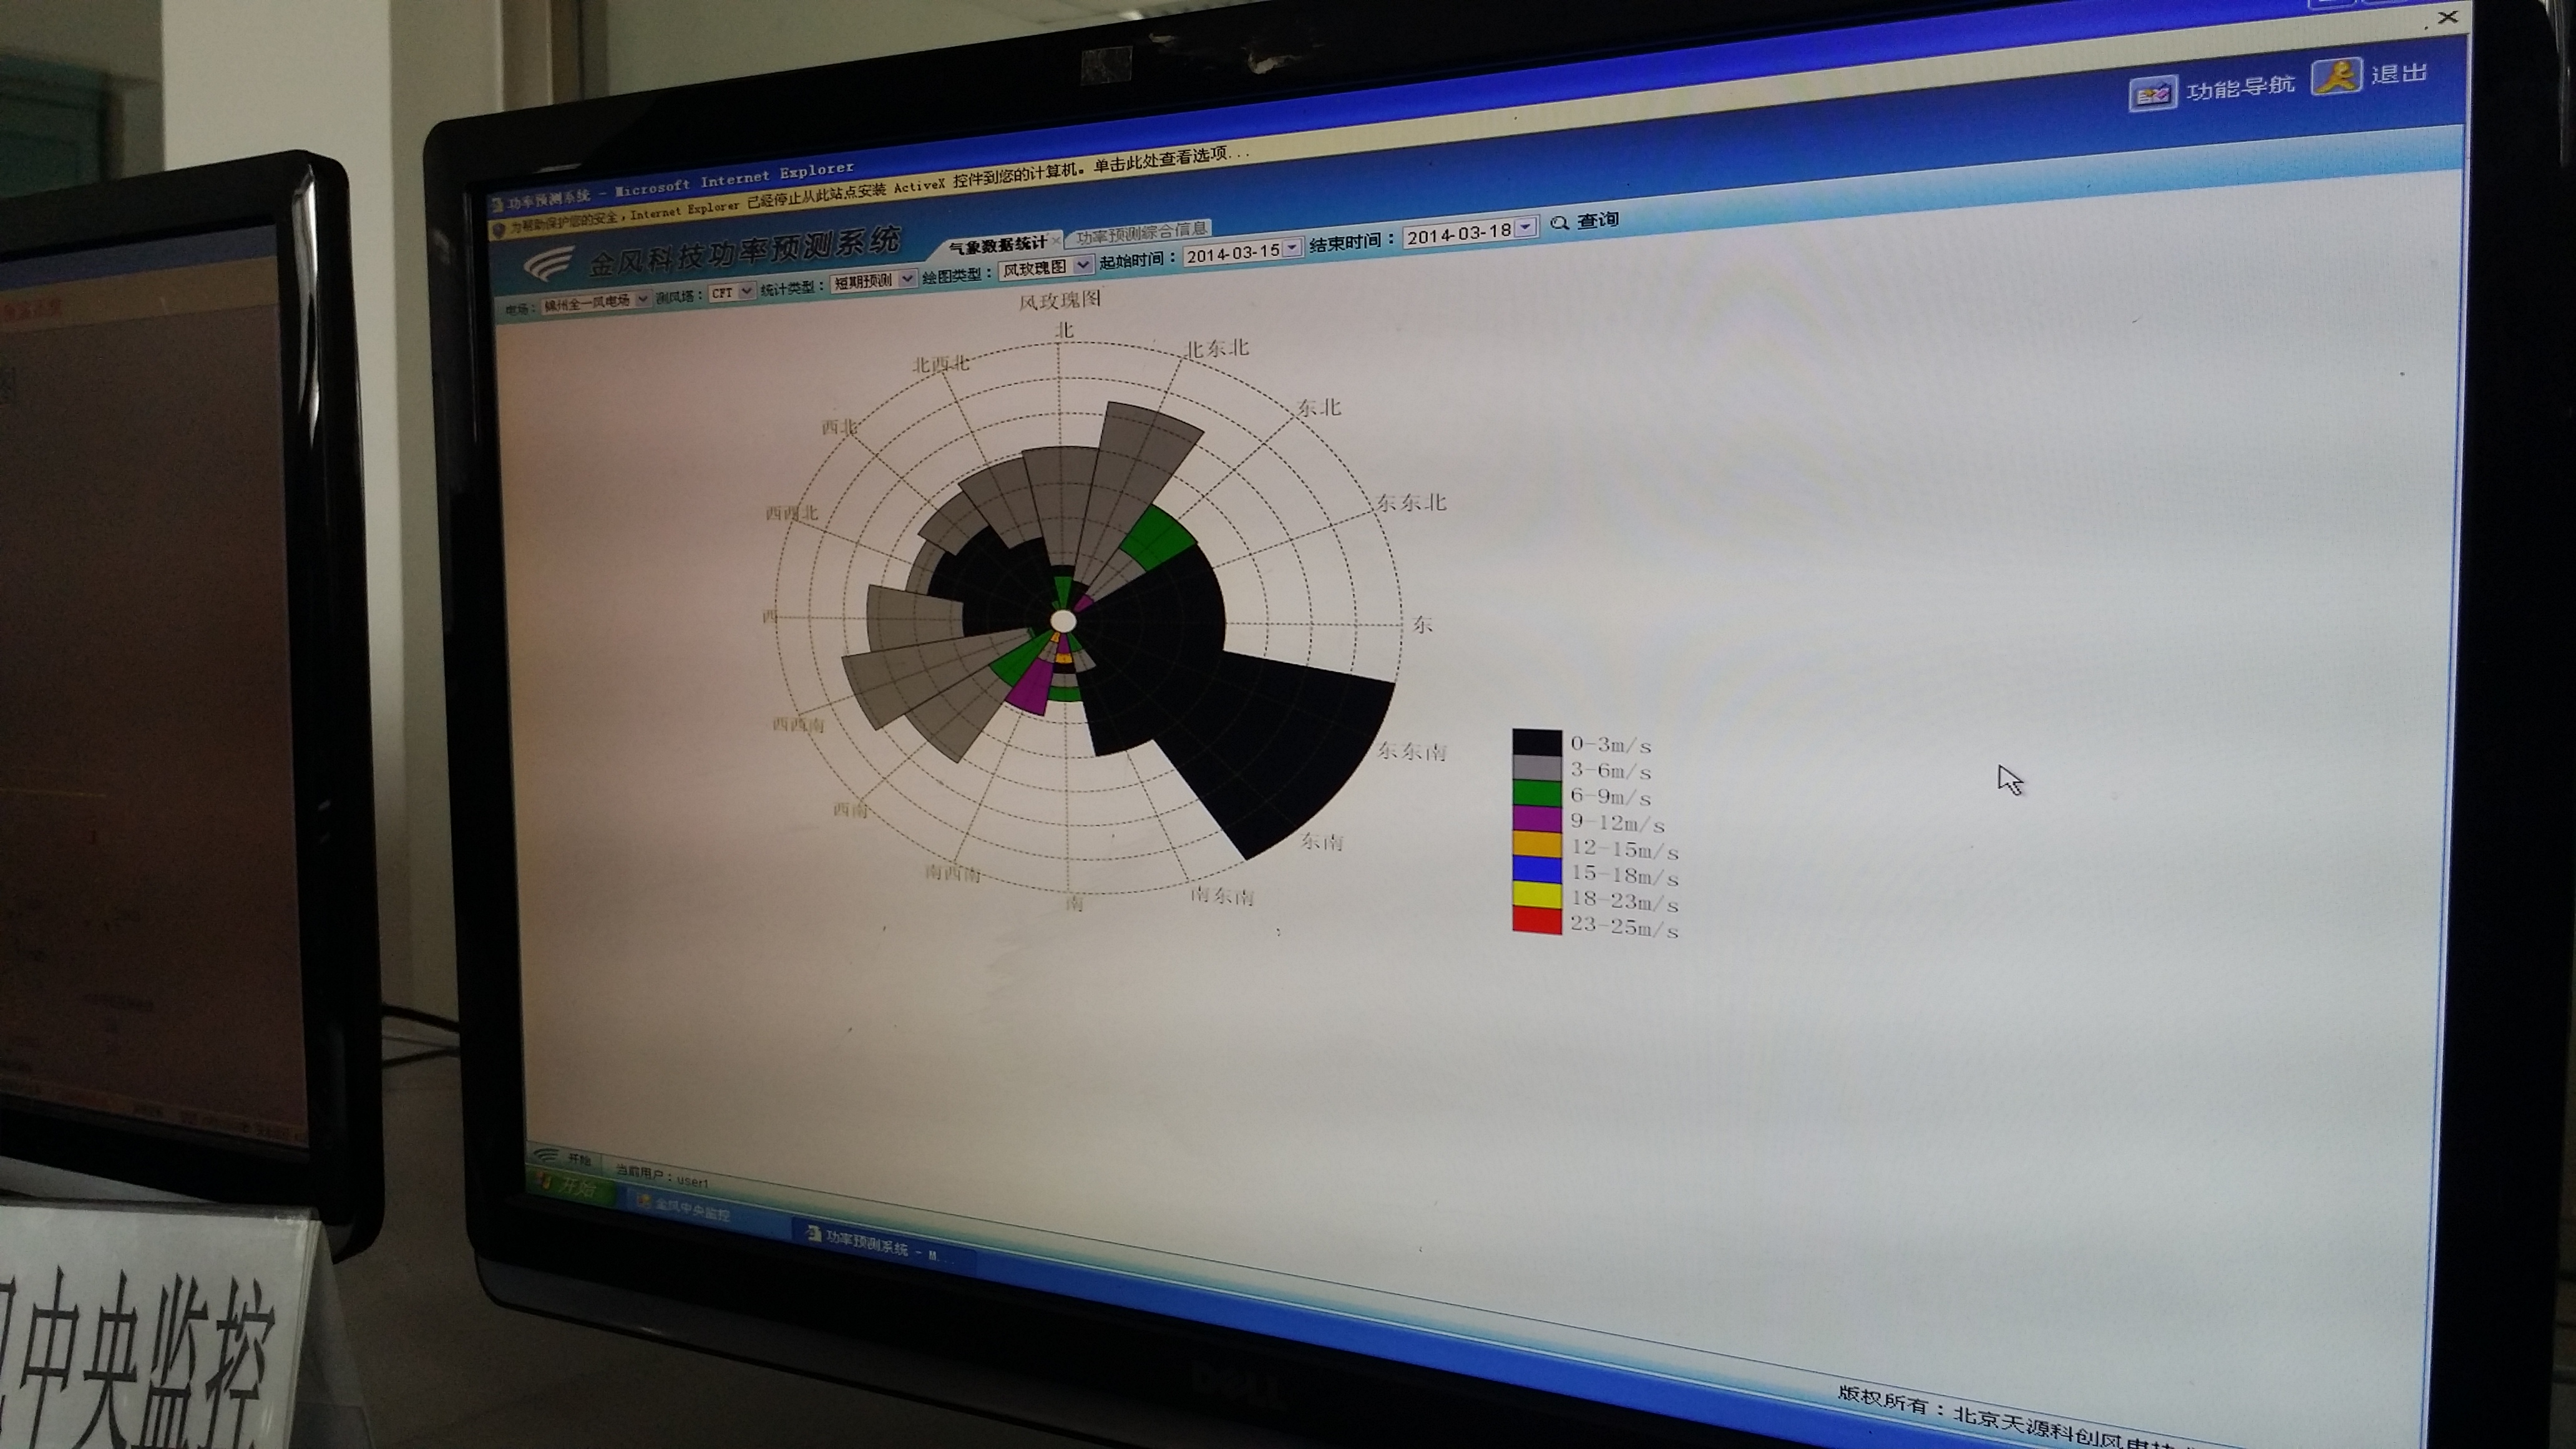 功率预测系统 - Microsoft Internet Explorer
为帮助保护您的安全，Internet Explorer 已经停止从此站点安装 ActiveX 控件到您的计算机。单击此处查看选项...
功能导航 退出
金风科技功率预测系统 气象数据统计 功率预测综合信息
电场： 锦州全一风电场 测风塔： CFT 统计类型： 短期预测 绘图类型： 风玫瑰图 起始时间： 2014-03-15 结束时间： 2014-03-18 查询
风玫瑰图
北
北东北
东北
东东北
东
东东南
东南
南东南
南
南西南
西南
西西南
西
西西北
西北
北西北
0-3m/s
3-6m/s
6-9m/s
9-12m/s
12-15m/s
15-18m/s
18-23m/s
23-25m/s
开始 当前用户：user1
版权所有：北京天源科创风电技
开始 金风中央监控 功率预测系统 - M...
DELL
中央监控